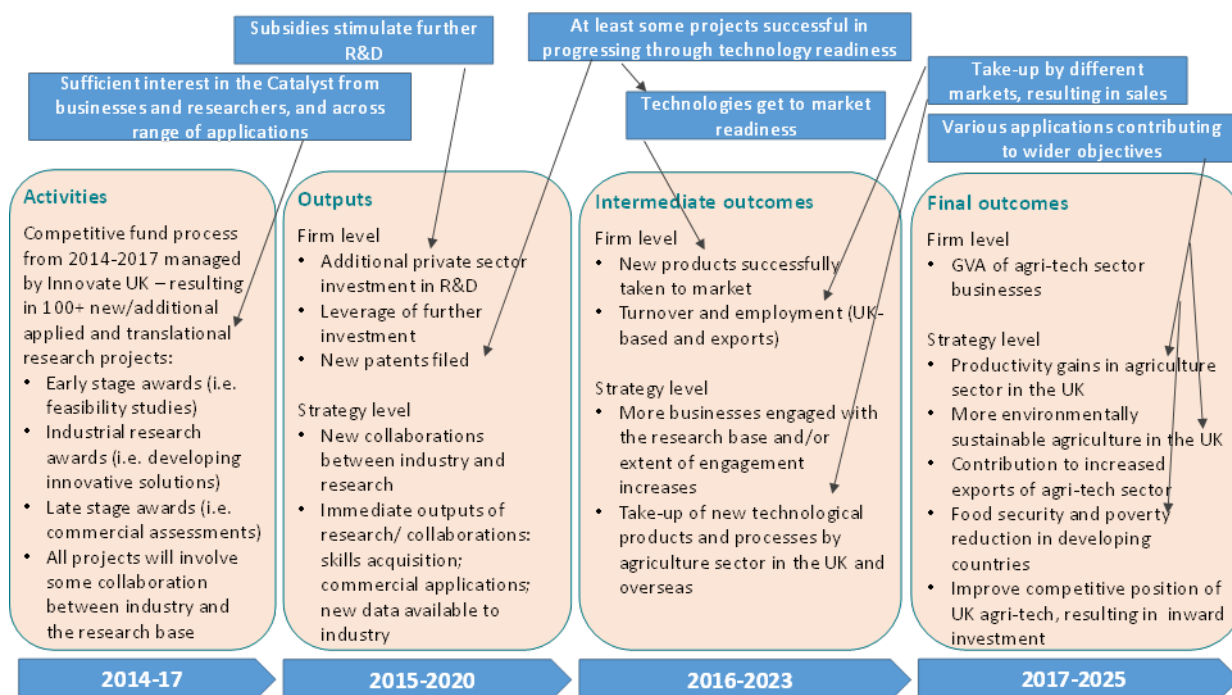 Subsidies stimulate further
R&D
At least some projects successful in
progressing through technology readiness
Sufficient interest in the Catalyst from
businesses and researchers, and across
range of applications
Technologies get to market
readiness
Take-up by different
markets, resulting in sales
Various applications contributing
to wider objectives
Activities
Competitive fund process
from 2014-2017 managed
by Innovate UK – resulting
in 100+ new/additional
applied and translational
research projects:
• Early stage awards (i.e.
feasibility studies)
• Industrial research
awards (i.e. developing
innovative solutions)
• Late stage awards (i.e.
commercial assessments)
• All projects will involve
some collaboration
between industry and
the research base
Outputs
Firm level
• Additional private sector
investment in R&D
• Leverage of further
investment
• New patents filed
Strategy level
• New collaborations
between industry and
research
• Immediate outputs of
research/ collaborations:
skills acquisition;
commercial applications;
new data available to
industry
Intermediate outcomes
Firm level
• New products successfully
taken to market
• Turnover and employment (UK-
based and exports)
Strategy level
• More businesses engaged with
the research base and/or
extent of engagement
increases
• Take-up of new technological
products and processes by
agriculture sector in the UK and
overseas
Final outcomes
Firm level
• GVA of agri-tech sector
businesses
Strategy level
• Productivity gains in agriculture
sector in the UK
• More environmentally
sustainable agriculture in the UK
• Contribution to increased
exports of agri-tech sector
• Food security and poverty
reduction in developing
countries
• Improve competitive position of
UK agri-tech, resulting in inward
investment
2014-17
2015-2020
2016-2023
2017-2025